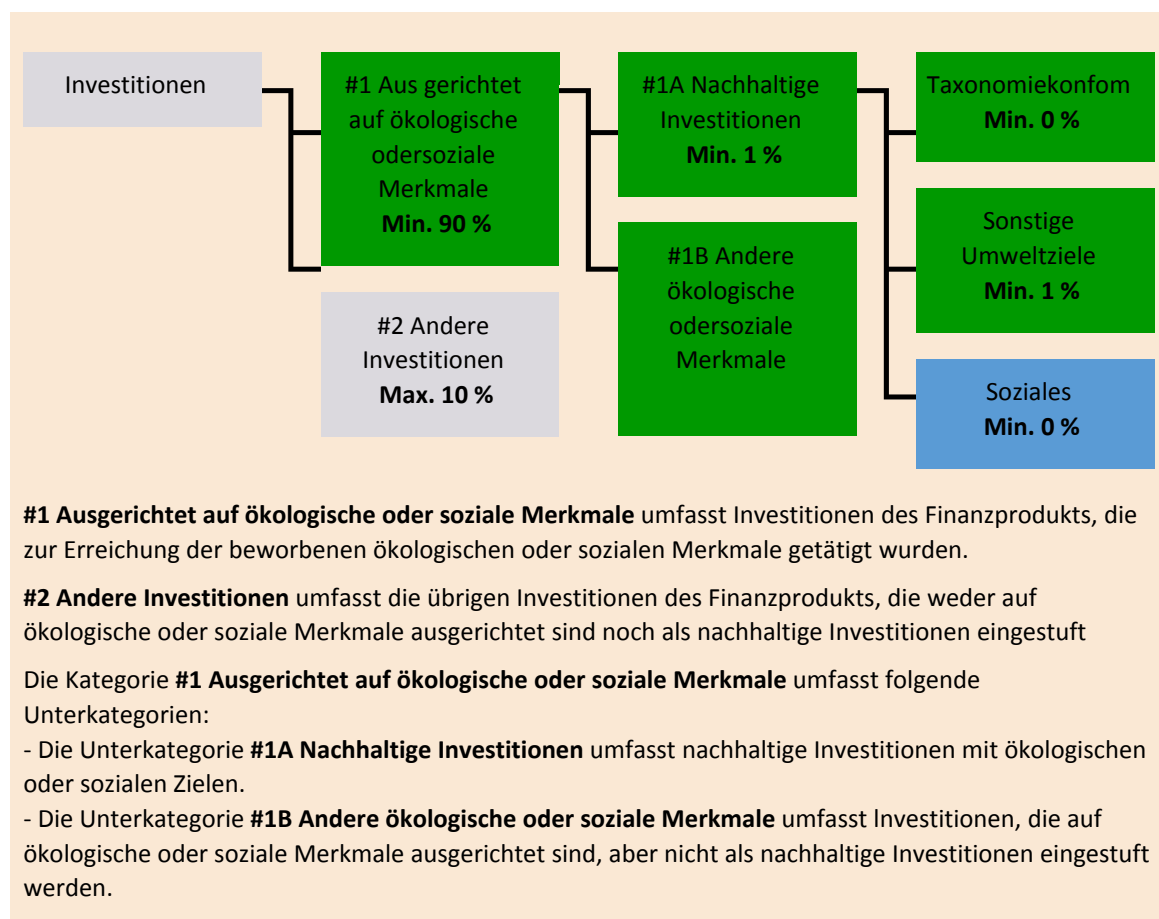 Investitionen
#1 Aus gerichtet
auf ökologische
odersoziale
Merkmale
Min. 90 %
#2 Andere
Investitionen
Max. 10 %
#1A Nachhaltige
Investitionen
Min. 1 %
#1B Andere
ökologische
odersoziale
Merkmale
Taxonomiekonfom
Min. 0 %
Sonstige
Umweltziele
Min. 1 %
Soziales
Min. 0 %
#1 Ausgerichtet auf ökologische oder soziale Merkmale umfasst Investitionen des Finanzprodukts, die
zur Erreichung der beworbenen ökologischen oder sozialen Merkmale getätigt wurden.
#2 Andere Investitionen umfasst die übrigen Investitionen des Finanzprodukts, die weder auf
ökologische oder soziale Merkmale ausgerichtet sind noch als nachhaltige Investitionen eingestuft
Die Kategorie #1 Ausgerichtet auf ökologische oder soziale Merkmale umfasst folgende
Unterkategorien:
- Die Unterkategorie #1A Nachhaltige Investitionen umfasst nachhaltige Investitionen mit ökologischen
oder sozialen Zielen.
- Die Unterkategorie #1B Andere ökologische oder soziale Merkmale umfasst lnvestitionen, die auf
ökologische oder soziale Merkmale ausgerichtet sind, aber nicht als nachhaltige Investitionen eingestuft
werden.